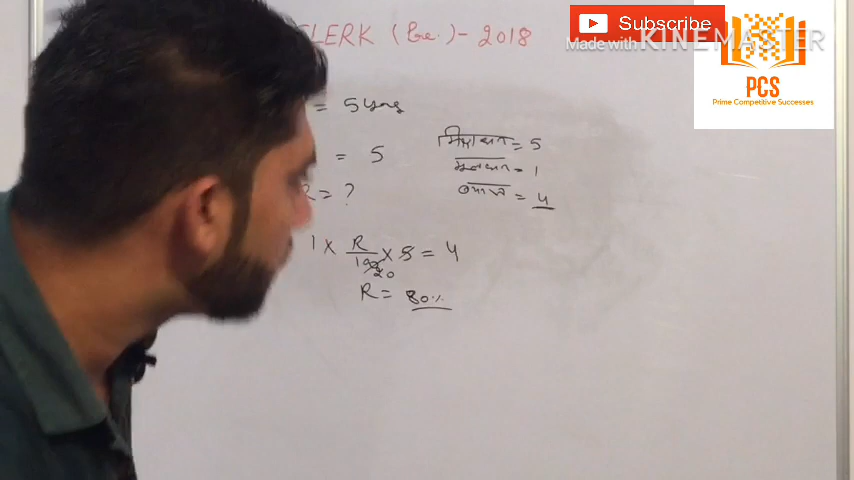 CLERK (Pre.) - 2018
Subscribe
Made with KINEMASTER
PCS
Prime Competitive Successes
= 5 years
= 5
R = ?
मिश्रधन = 5
मूलधन = 1
ब्याज = 4
1 × R/100 × 5 = 4
20
R = 80%